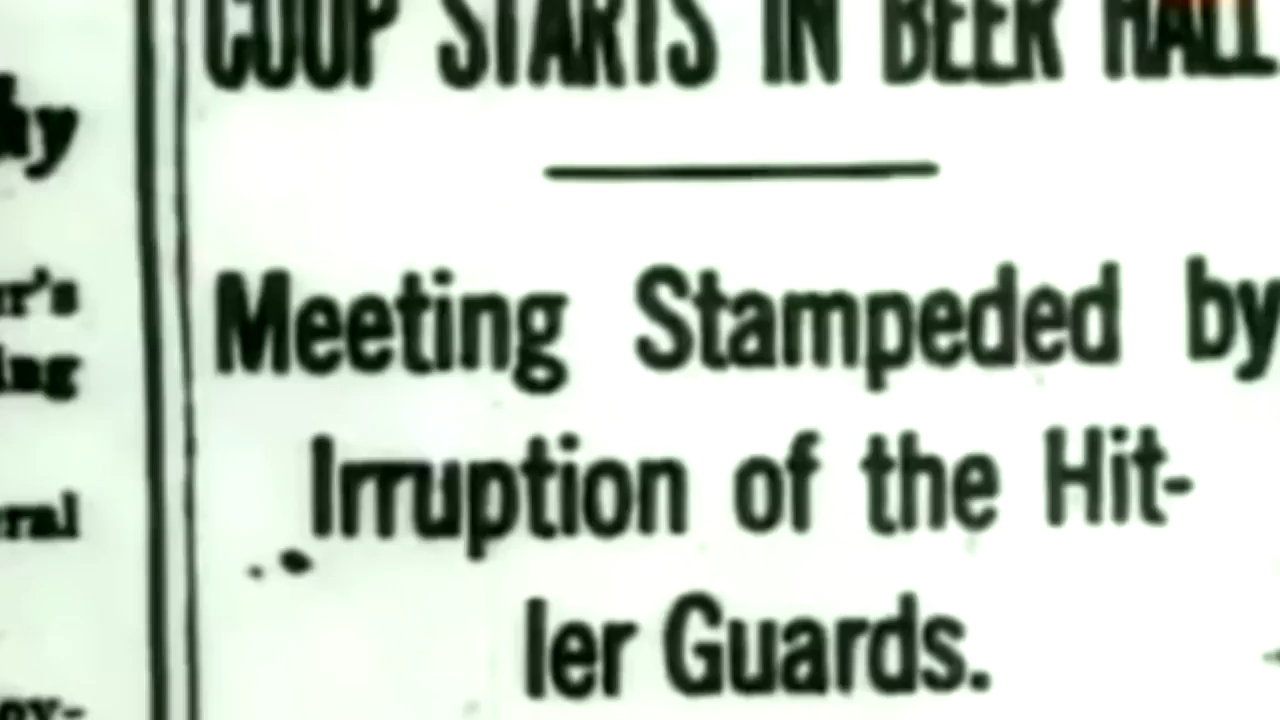 COUP STARTS IN BEER HALL
Meeting Stampeded by
Irruption of the Hit-
ler Guards.